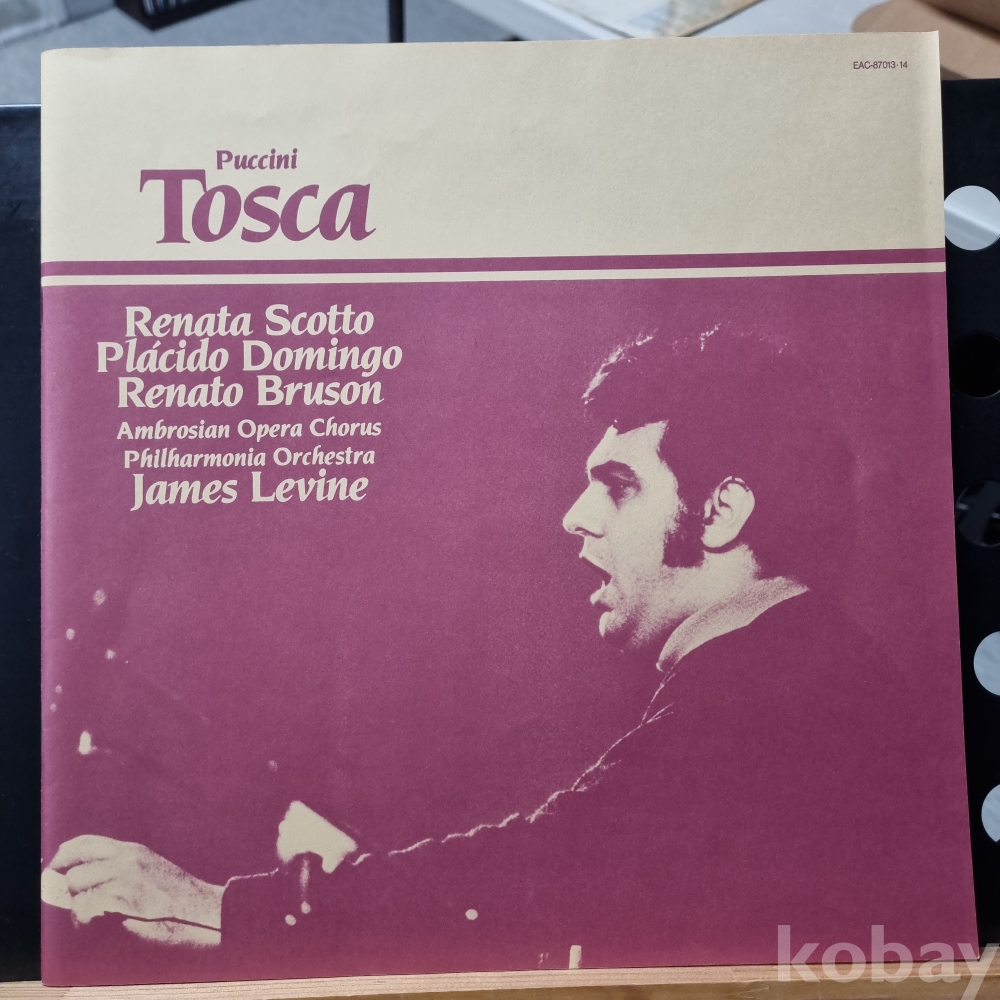 EAC-87013·14
Puccini
Tosca
Renata Scotto
Plácido Domingo
Renato Bruson
Ambrosian Opera Chorus
Philharmonia Orchestra
James Levine
kobay